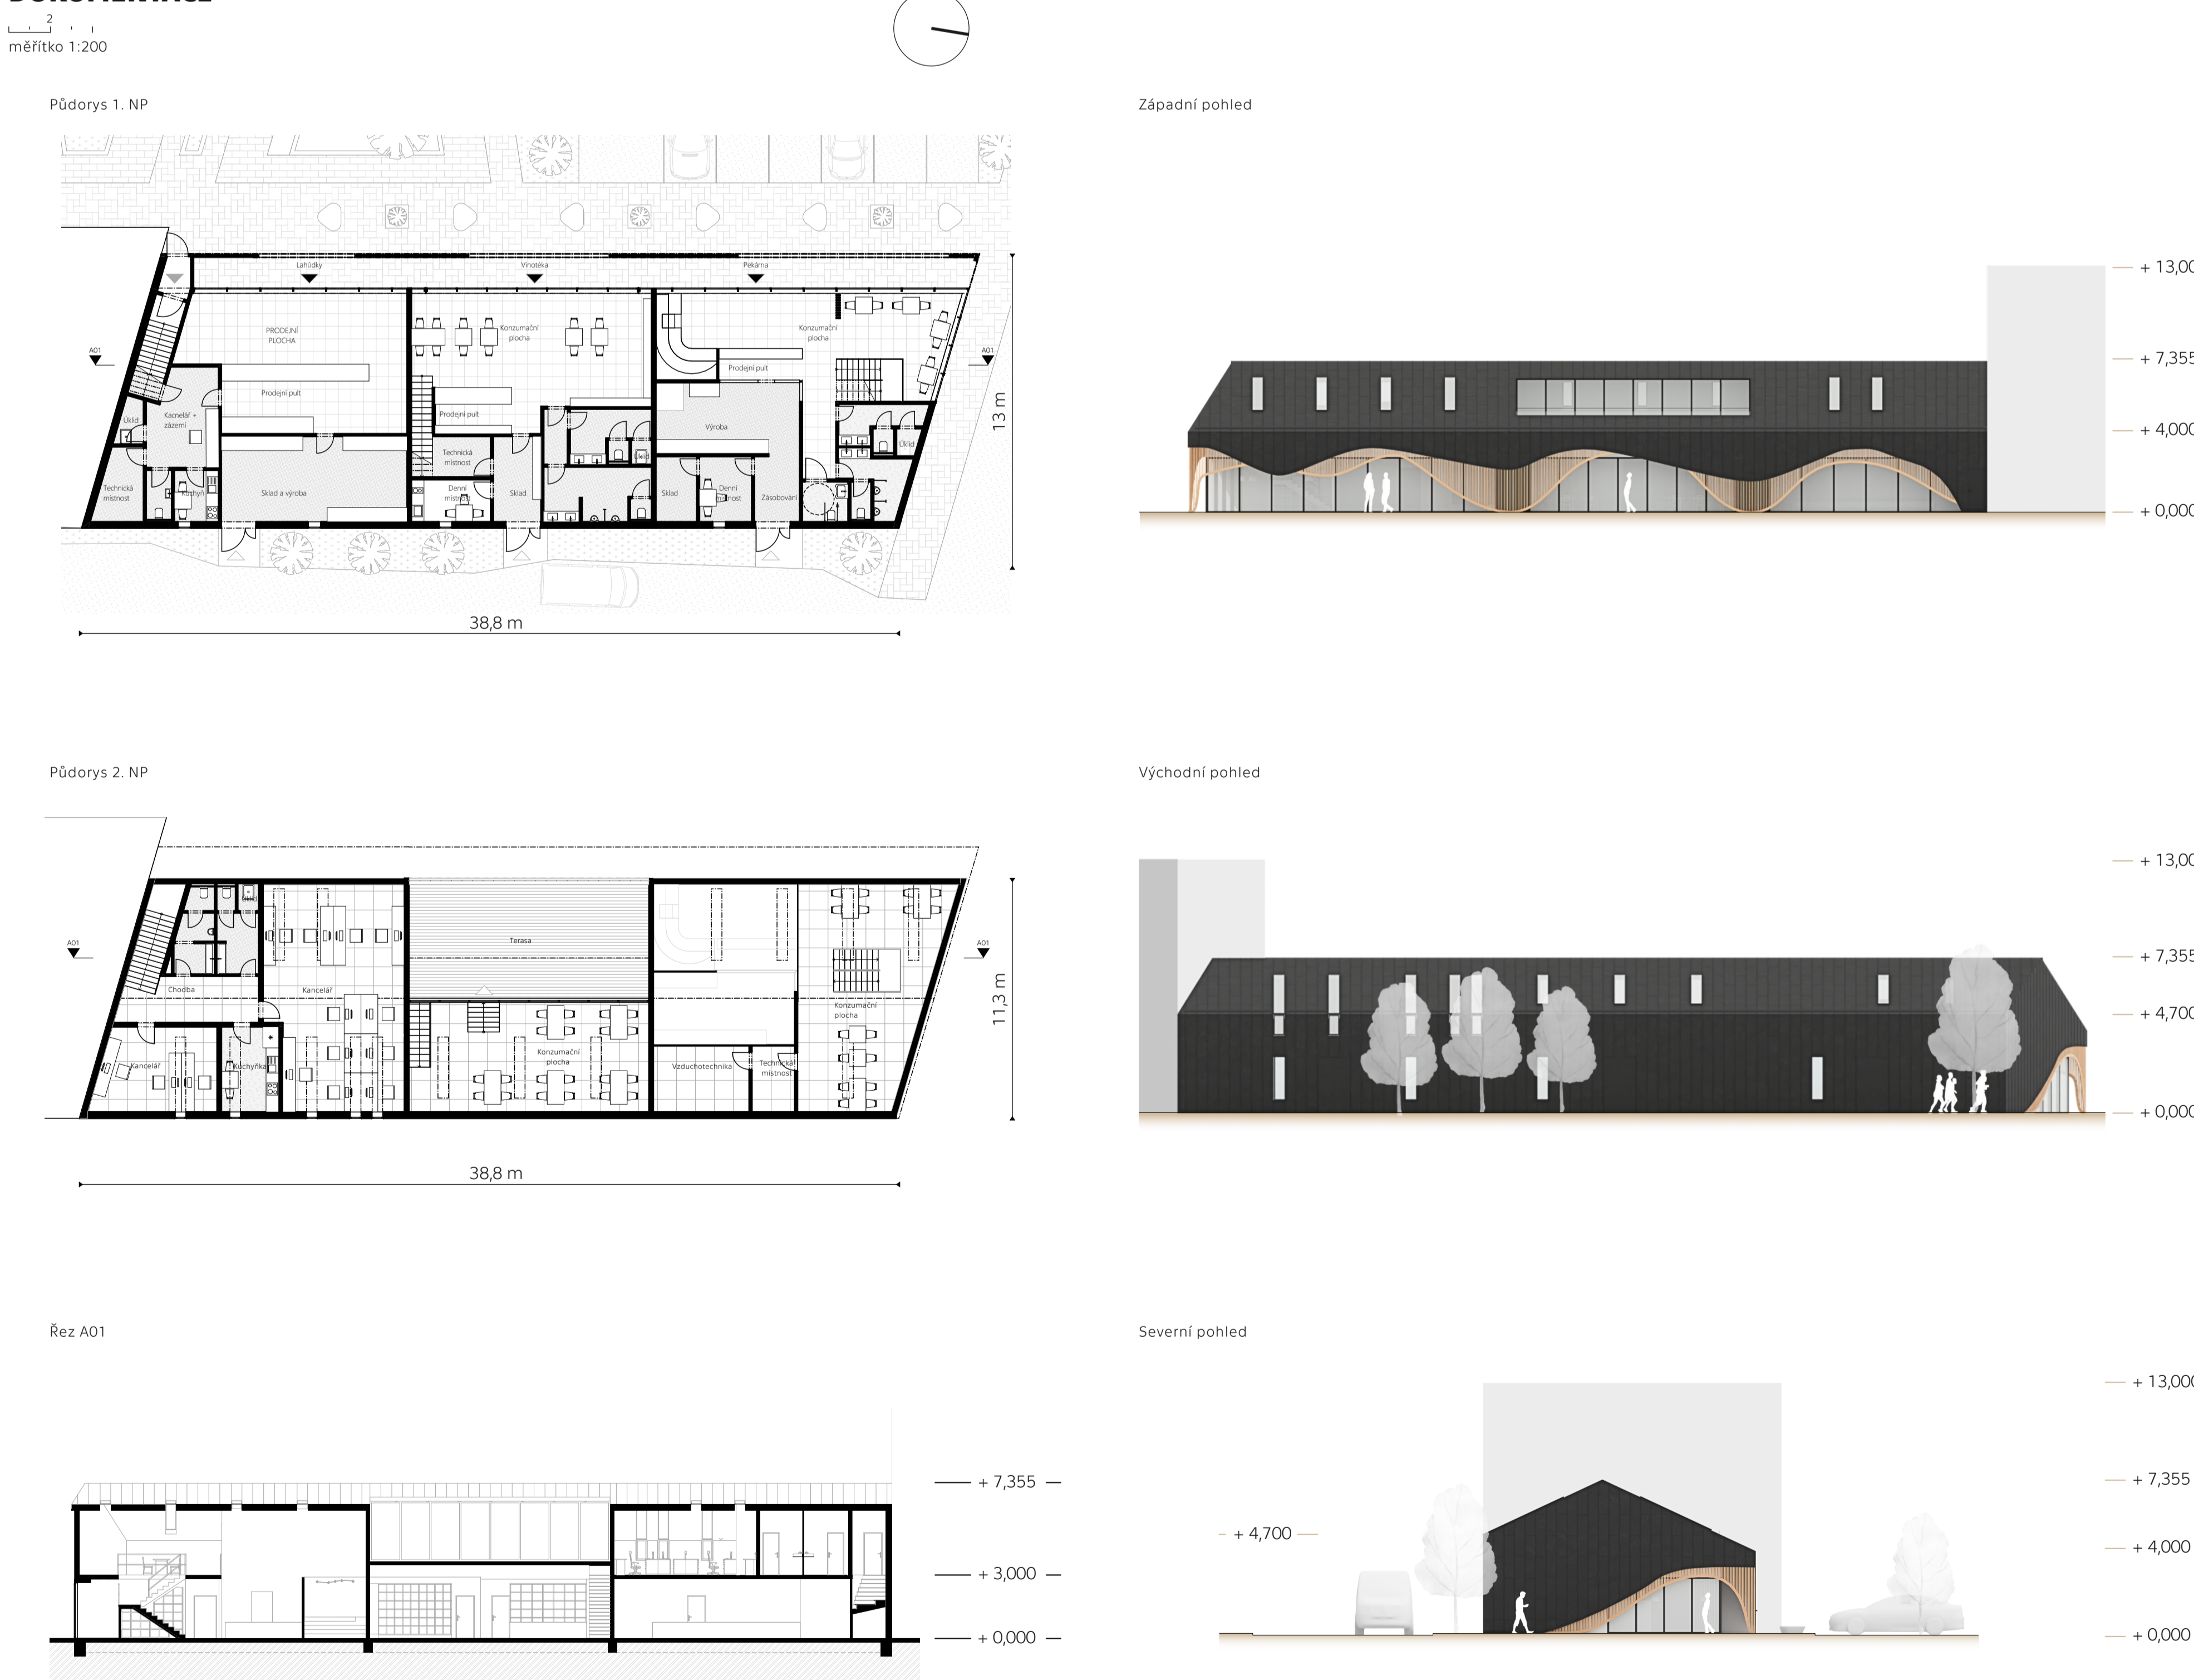 2
měřítko 1:200
Půdorys 1. NP
Lahůdky
Vinotéka
Pekárna
PRODEJNÍ
PLOCHA
Konzumační
plocha
Konzumační
plocha
A01
A01
Prodejní pult
Prodejní pult
Prodejní pult
Úklid
Kacnelář +
zázemí
Výroba
Úklid
Technická
místnost
Technická
místnost
Kuchyň
Sklad a výroba
Denní
místnost
Sklad
Sklad
Denní
místnost
Zásobování
13 m
38,8 m
Západní pohled
+ 7,355
+ 4,000
+ 0,000
Půdorys 2. NP
A01
A01
Terasa
Chodba
Kancelář
Konzumační
plocha
Kancelář
Kuchyňka
Konzumační
plocha
Vzduchotechnika
Technická
místnost
11,3 m
38,8 m
Východní pohled
+ 7,355
+ 4,700
+ 0,000
Řez A01
+ 7,355
+ 3,000
+ 0,000
Severní pohled
+ 4,700
+ 13,000
+ 7,355
+ 4,000
+ 0,000